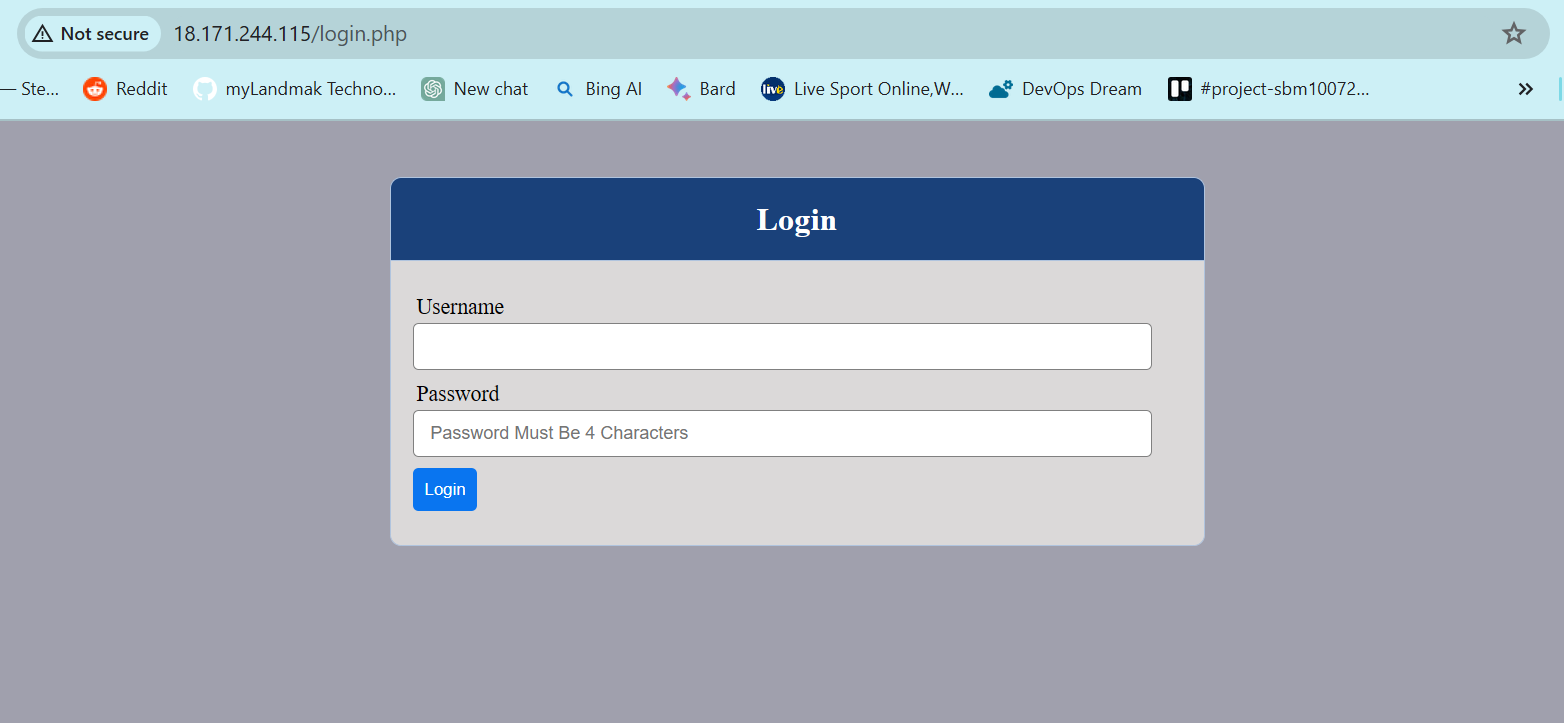 Not secure 18.171.244.115/login.php
— Ste... Reddit myLandmak Techno... New chat Bing AI Bard live Live Sport Online,W... DevOps Dream #project-sbm10072...
Login
Username
Password
Password Must Be 4 Characters
Login